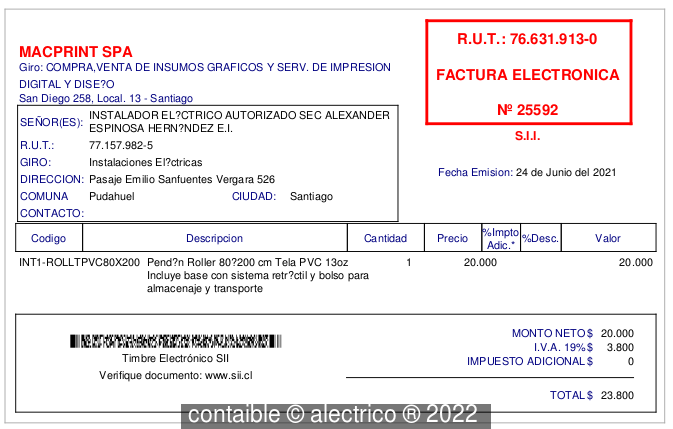 MACPRINT SPA
Giro: COMPRA,VENTA DE INSUMOS GRAFICOS Y SERV. DE IMPRESION
DIGITAL Y DISE?O
San Diego 258, Local. 13 - Santiago
R.U.T.: 76.631.913-0
FACTURA ELECTRONICA
Nº 25592
S.I.I.
SEÑOR(ES): INSTALADOR EL?CTRICO AUTORIZADO SEC ALEXANDER
ESPINOSA HERN?NDEZ E.I.
R.U.T.: 77.157.982-5
GIRO: Instalaciones El?ctricas
DIRECCION: Pasaje Emilio Sanfuentes Vergara 526
COMUNA Pudahuel CIUDAD: Santiago
CONTACTO:
Fecha Emision: 24 de Junio del 2021
Codigo Descripcion Cantidad Precio %Impto Adic.* %Desc. Valor
INT1-ROLLTPVC80X200 Pend?n Roller 80?200 cm Tela PVC 13oz 1 20.000 20.000
Incluye base con sistema retr?ctil y bolso para
almacenaje y transporte
Timbre Electrónico SII
Verifique documento: www.sii.cl
MONTO NETO $ 20.000
I.V.A. 19% $ 3.800
IMPUESTO ADICIONAL $ 0
TOTAL $ 23.800
contaible © alectrico ® 2022